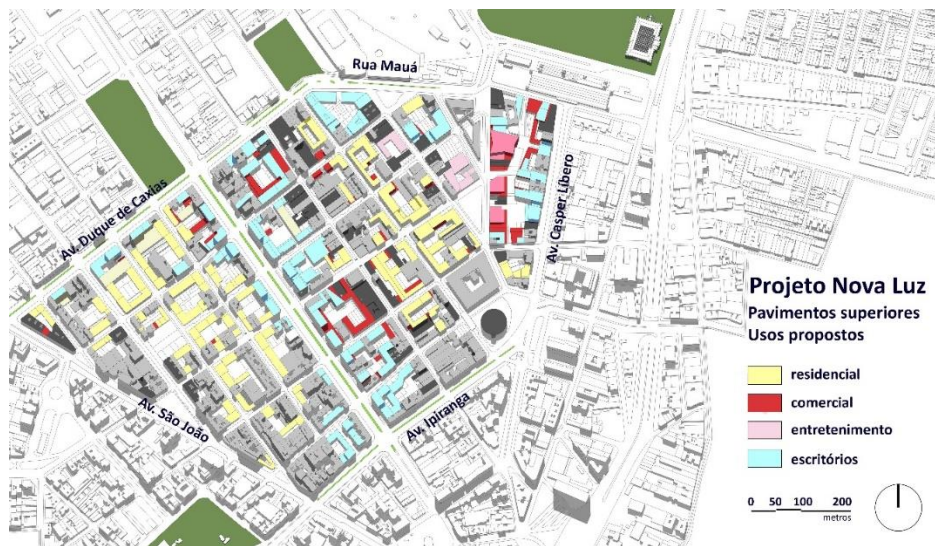 Rua Mauá
Av. Duque de Caxias
Av. Casper Líbero
Av. São João
Av. Ipiranga
Projeto Nova Luz
Pavimentos superiores
Usos propostos
residencial
comercial
entretenimento
escritórios
0 50 100 200
metros